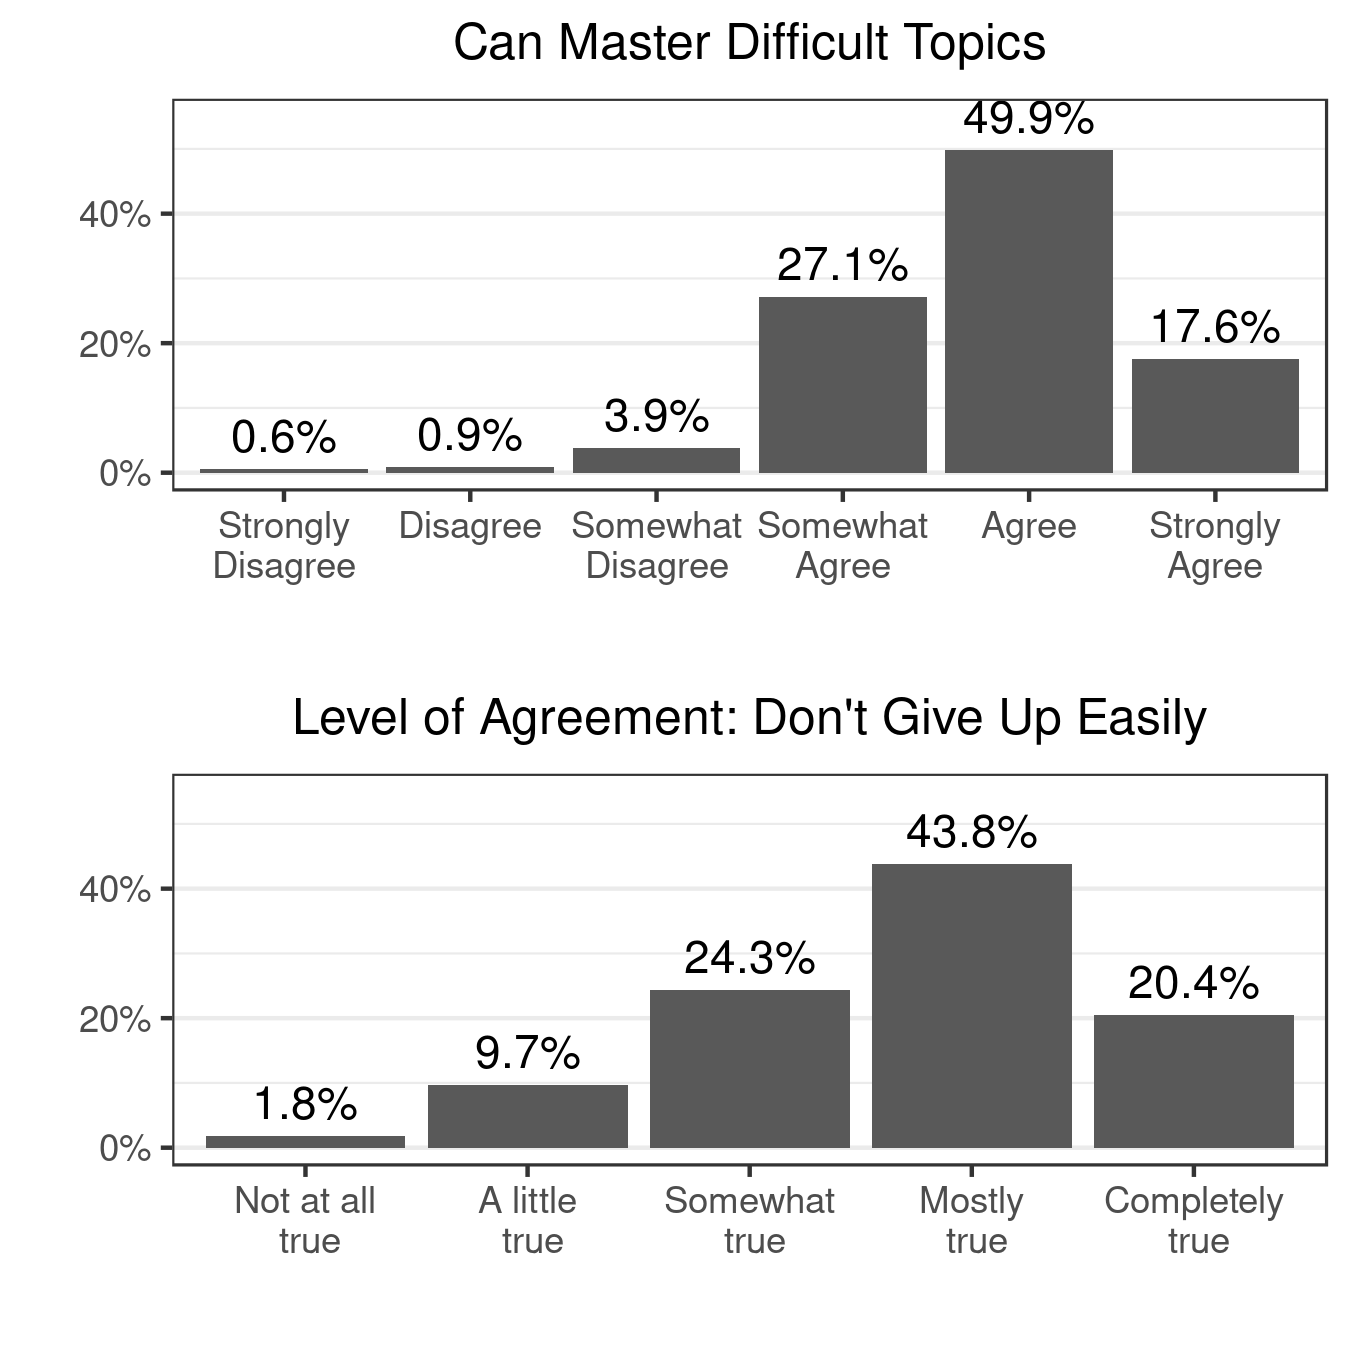 Can Master Difficult Topics
49.9%
40%
27.1%
17.6%
20%
3.9%
0.9%
0.6%
0%
Strongly Disagree Somewhat Somewhat Agree Strongly
Disagree Disagree Agree Agree
Level of Agreement: Don't Give Up Easily
43.8%
40%
24.3%
20.4%
20%
9.7%
1.8%
0%
Not at all A little Somewhat Mostly Completely
true true true true true